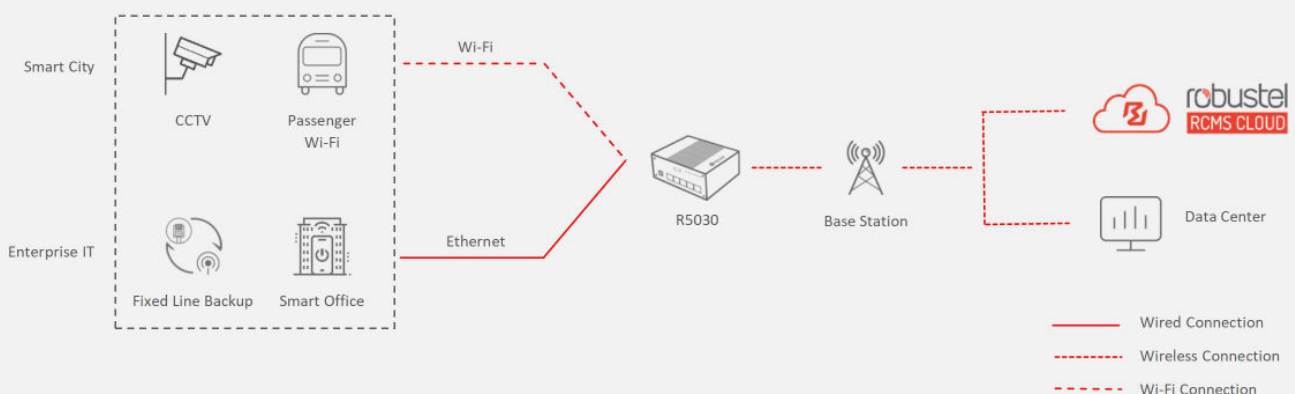 Smart City
CCTV
Passenger
Wi-Fi
Wi-Fi
Enterprise IT
Fixed Line Backup
Smart Office
Ethernet
R5030
Base Station
robustel
RCMS CLOUD
Data Center
Wired Connection
Wireless Connection
Wi-Fi Connection